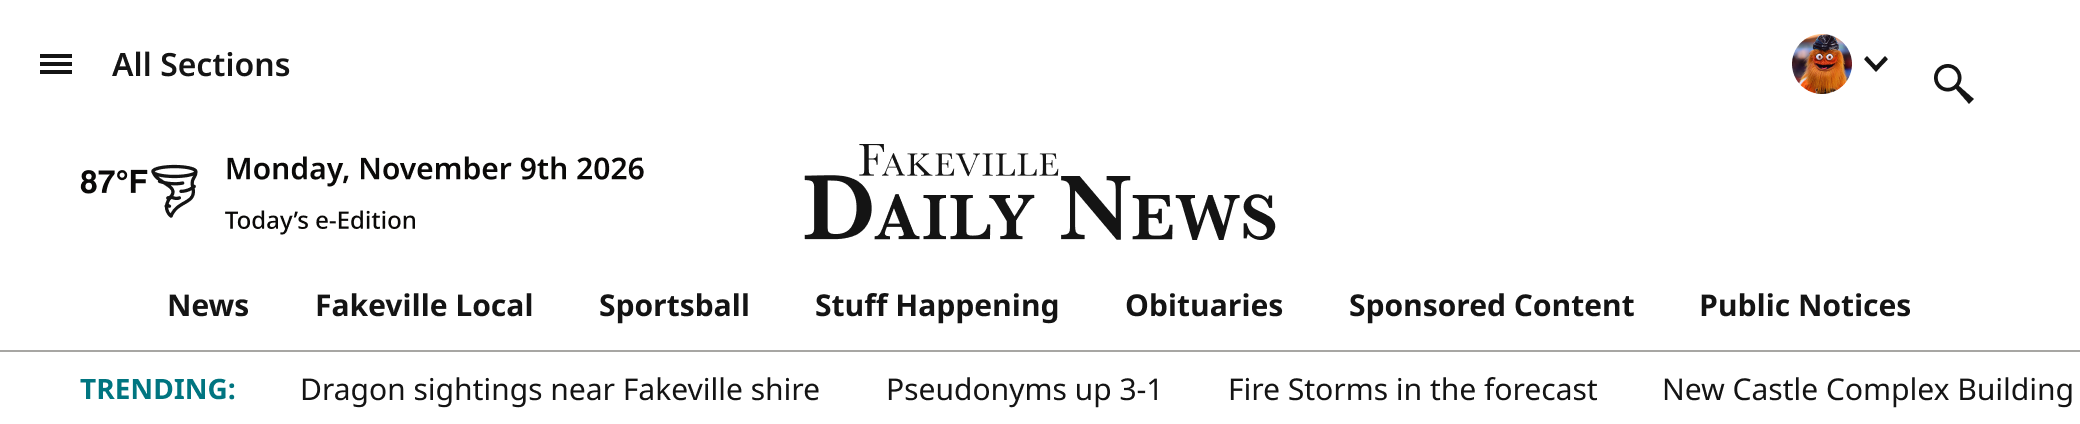 All Sections
87°F
Monday, November 9th 2026
Today’s e-Edition
FAKEVILLE
DAILY NEWS
News Fakeville Local Sportsball Stuff Happening Obituaries Sponsored Content Public Notices
TRENDING: Dragon sightings near Fakeville shire Pseudonyms up 3-1 Fire Storms in the forecast New Castle Complex Building